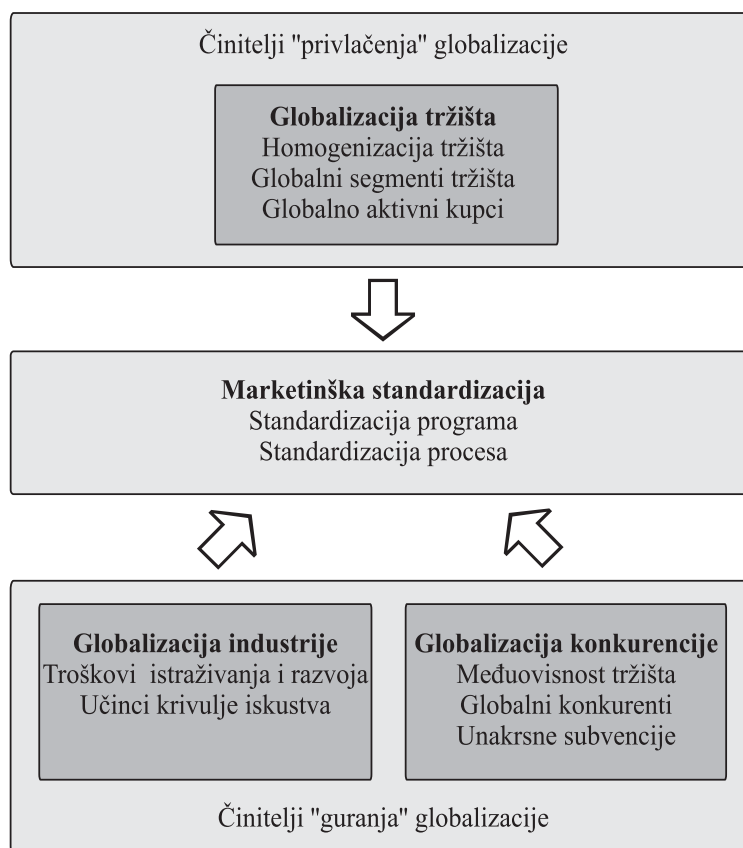 Činitelji "privlačenja" globalizacije
Globalizacija tržišta
Homogenizacija tržišta
Globalni segmenti tržišta
Globalno aktivni kupci
Marketinška standardizacija
Standardizacija programa
Standardizacija procesa
Globalizacija industrije
Troškovi istraživanja i razvoja
Učinci krivulje iskustva
Globalizacija konkurencije
Međuovisnost tržišta
Globalni konkurenti
Unakrsne subvencije
Činitelji "guranja" globalizacije